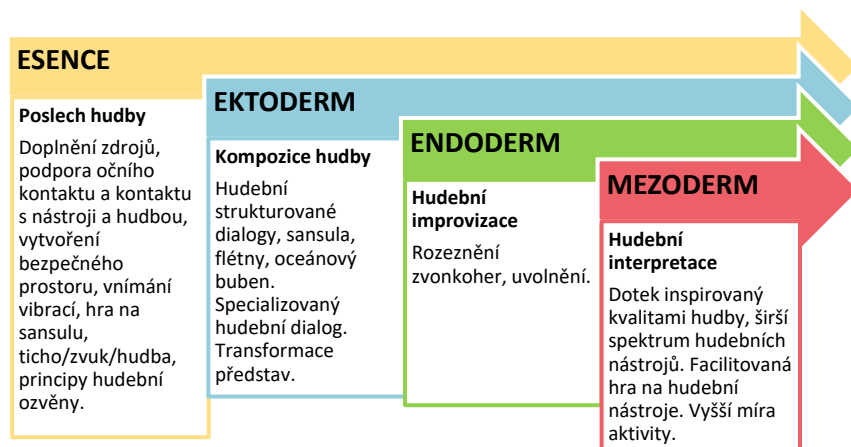 ESENCE
Poslech hudby
Doplnění zdrojů,
podpora očního
kontaktu a kontaktu
s nástroji a hudbou,
vytvoření
bezpečného
prostoru, vnímání
vibrací, hra na
sansulu,
ticho/zvuk/hudba,
principy hudební
ozvěny.
EKTODERM
Kompozice hudby
Hudební
strukturované
dialogy, sansula,
flétny, oceánový
buben.
Specializovaný
hudební dialog.
Transformace
představ.
ENDODERM
Hudební
improvizace
Rozeznění
zvonkoher, uvolnění.
MEZODERM
Hudební
interpretace
Dotek inspirovaný
kvalitami hudby, širší
spektrum hudebních
nástrojů. Facilitovaná
hra na hudební
nástroje. Vyšší míra
aktivity.